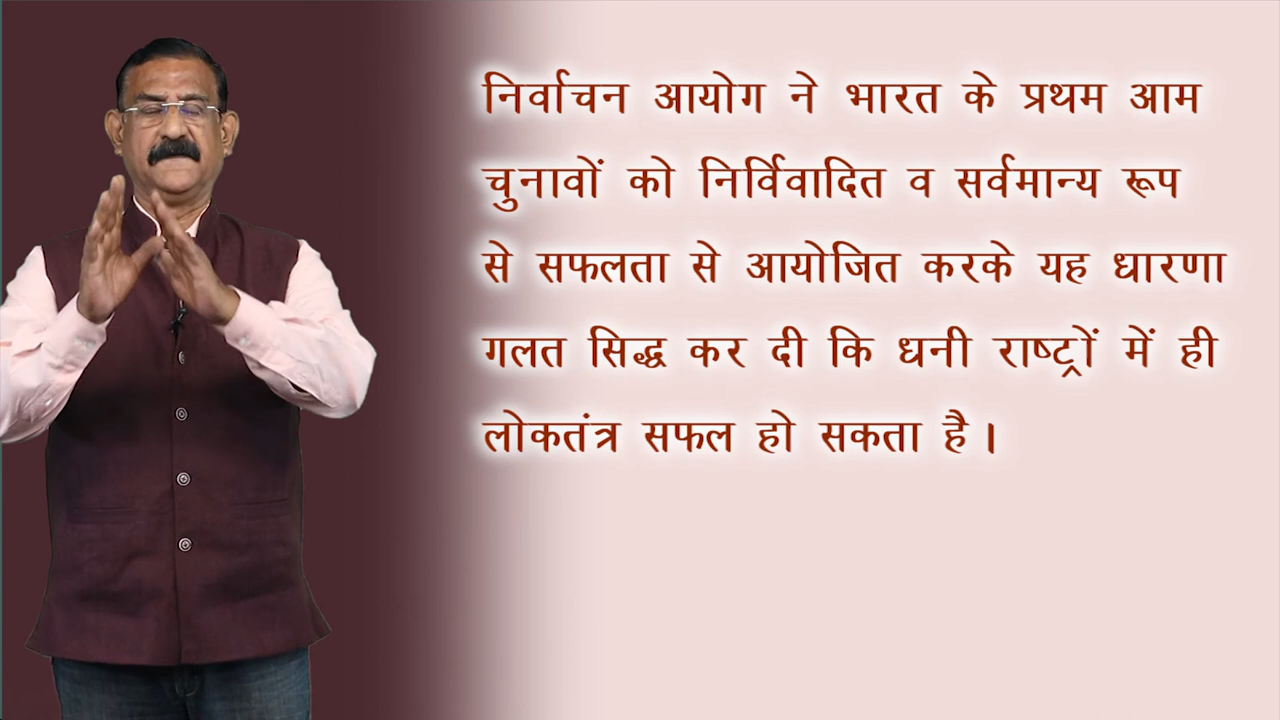 निर्वाचन आयोग ने भारत के प्रथम आम
चुनावों को निर्विवादित व सर्वमान्य रूप
से सफलता से आयोजित करके यह धारणा
गलत सिद्ध कर दी कि धनी राष्ट्रों में ही
लोकतंत्र सफल हो सकता है।